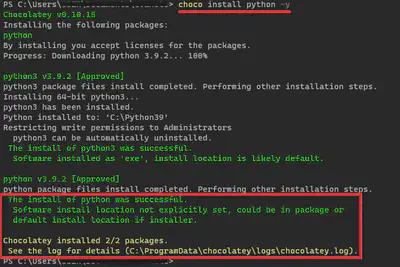 PS C:\Users\ choco install python -y
Chocolatey v0.10.15
Installing the following packages:
python
By installing you accept licenses for the packages.
Progress: Downloading python 3.9.2... 100%
python3 v3.9.2 [Approved]
python3 package files install completed. Performing other installation steps.
Installing 64-bit python3...
python3 has been installed.
Python installed to: 'C:\Python39'
Restricting write permissions to Administrators
python3 can be automatically uninstalled.
The install of python3 was successful.
Software installed as 'exe', install location is likely default.
python v3.9.2 [Approved]
python package files install completed. Performing other installation steps.
The install of python was successful.
Software install location not explicitly set, could be in package or
default install location if installer.
Chocolatey installed 2/2 packages.
See the log for details (C:\ProgramData\chocolatey\logs\chocolatey.log).
PS C:\Users\